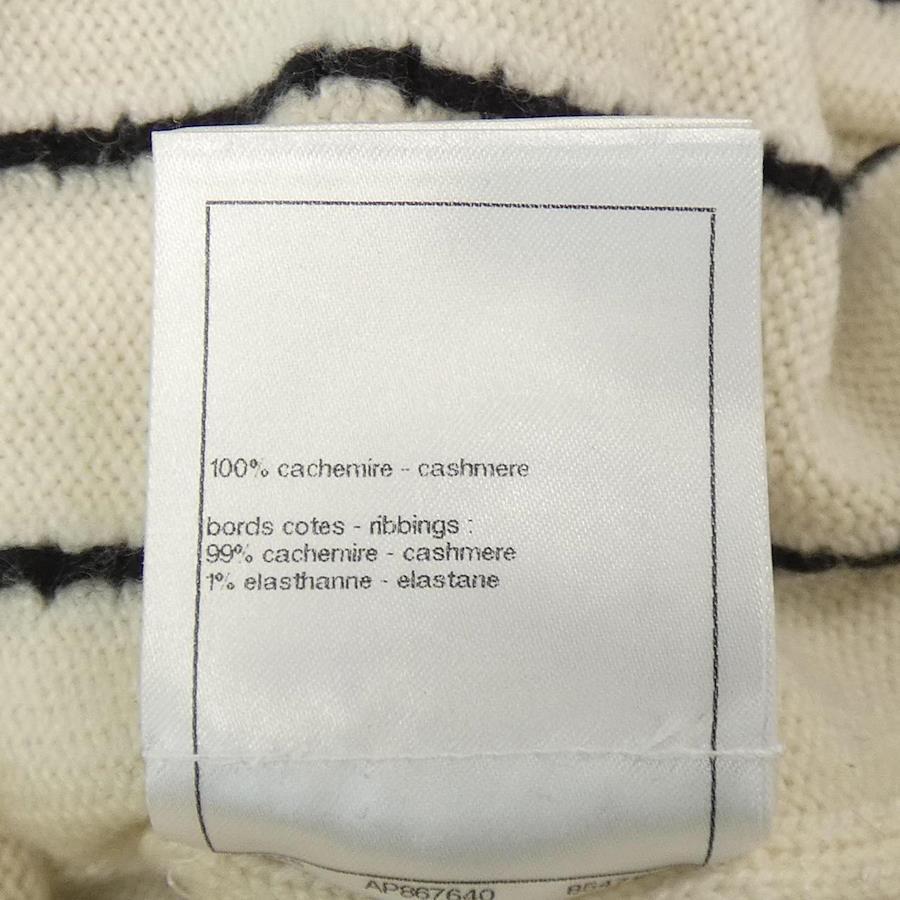 100% cachemire - cashmere
bords cotes - ribbings :
99% cachemire - cashmere
1% elasthanne - elastane
AP867640